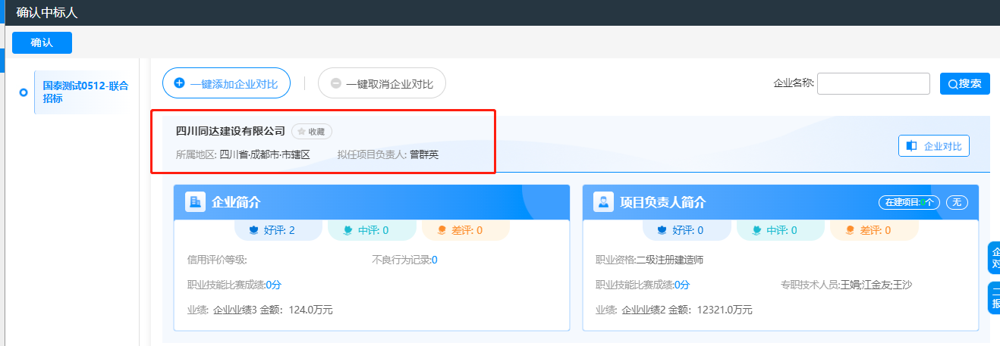 确认中标人
确认
国泰测试0512-联合
招标
一键添加企业对比
一键取消企业对比
企业名称:
搜索
四川同达建设有限公司 收藏
所属地区: 四川省·成都市·市辖区 拟任项目负责人: 曾群英
企业对比
企业简介
好评: 2 中评: 0 差评: 0
信用评价等级: 不良行为记录:0
职业技能比赛成绩:0分
业绩: 企业业绩3 金额: 124.0万元
项目负责人简介 在建项目:0个 无
好评: 0 中评: 0 差评: 0
职业资格:二级注册建造师
职业技能比赛成绩:0分 专职技术人员:王娟;江金友;王沙
业绩: 企业业绩2 金额: 12321.0万元